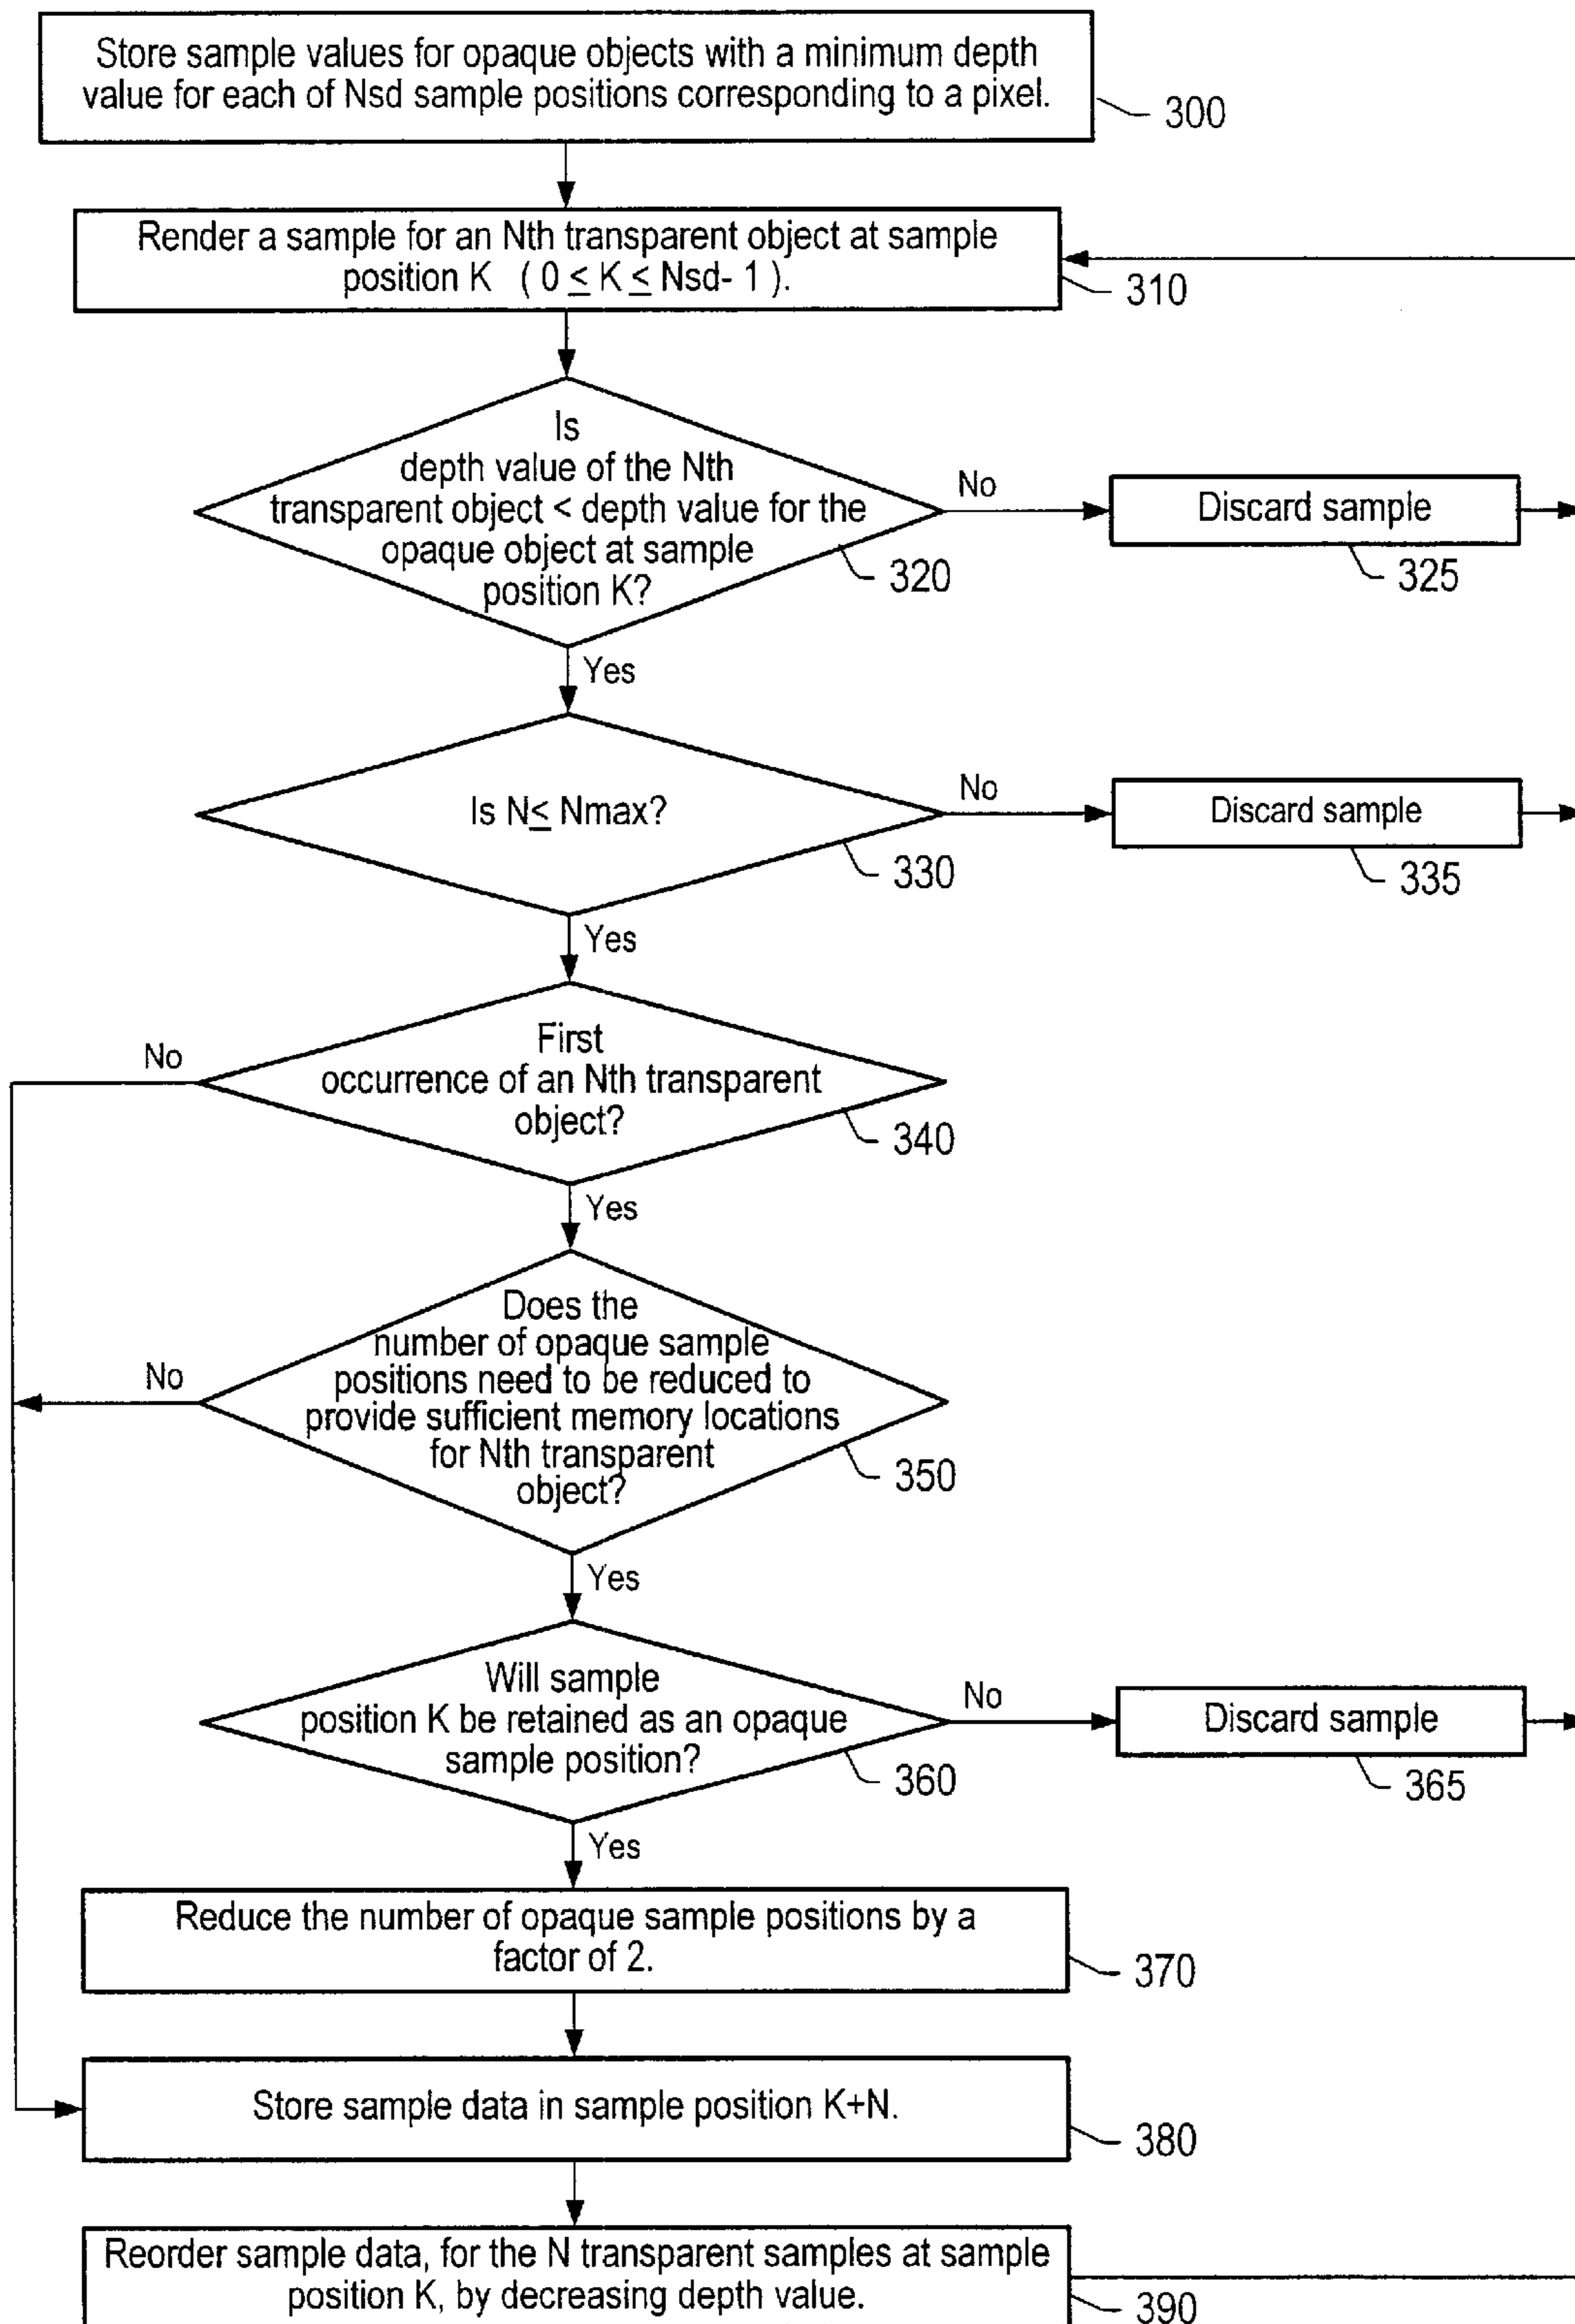 Store sample values for opaque objects with a minimum depth
value for each of Nsd sample positions corresponding to a pixel.
300
Render a sample for an Nth transparent object at sample
position K ( 0 ≤ K ≤ Nsd- 1 ).
310
Is
depth value of the Nth
transparent object < depth value for the
opaque object at sample
position K?
320
No
Discard sample
325
Yes
Is N≤ Nmax?
330
No
Discard sample
335
Yes
First
occurrence of an Nth transparent
object?
340
No
Yes
Does the
number of opaque sample
positions need to be reduced to
provide sufficient memory locations
for Nth transparent
object?
350
No
Yes
Will sample
position K be retained as an opaque
sample position?
360
No
Discard sample
365
Yes
Reduce the number of opaque sample positions by a
factor of 2.
370
Store sample data in sample position K+N.
380
Reorder sample data, for the N transparent samples at sample
position K, by decreasing depth value.
390